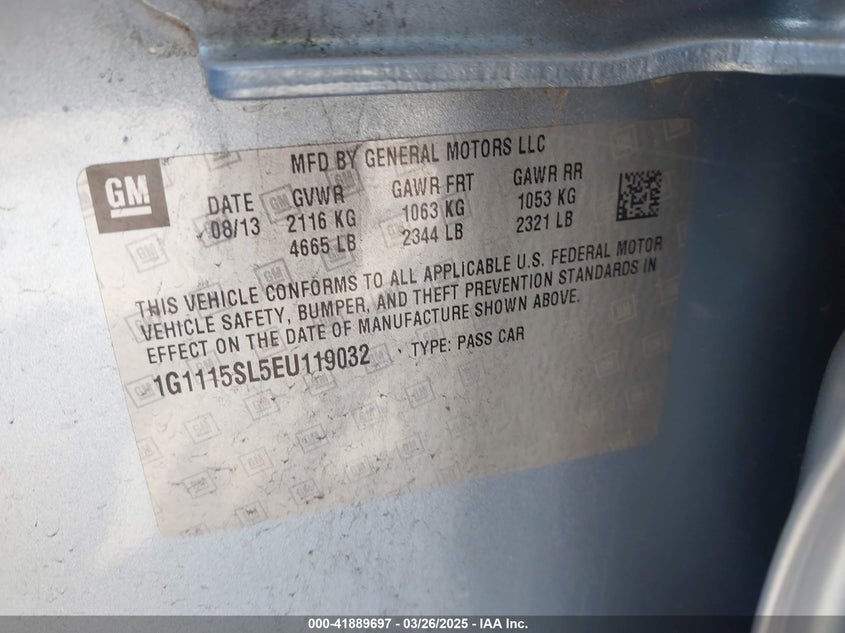 GM
MFD BY GENERAL MOTORS LLC
DATE GVWR GAWR FRT GAWR RR
08/13 2116 KG 1063 KG 1053 KG
4665 LB 2344 LB 2321 LB
THIS VEHICLE CONFORMS TO ALL APPLICABLE U.S. FEDERAL MOTOR
VEHICLE SAFETY, BUMPER, AND THEFT PREVENTION STANDARDS IN
EFFECT ON THE DATE OF MANUFACTURE SHOWN ABOVE.
1G1115SL5EU119032 TYPE: PASS CAR
000-41889697 - 03/26/2025 - IAA Inc.